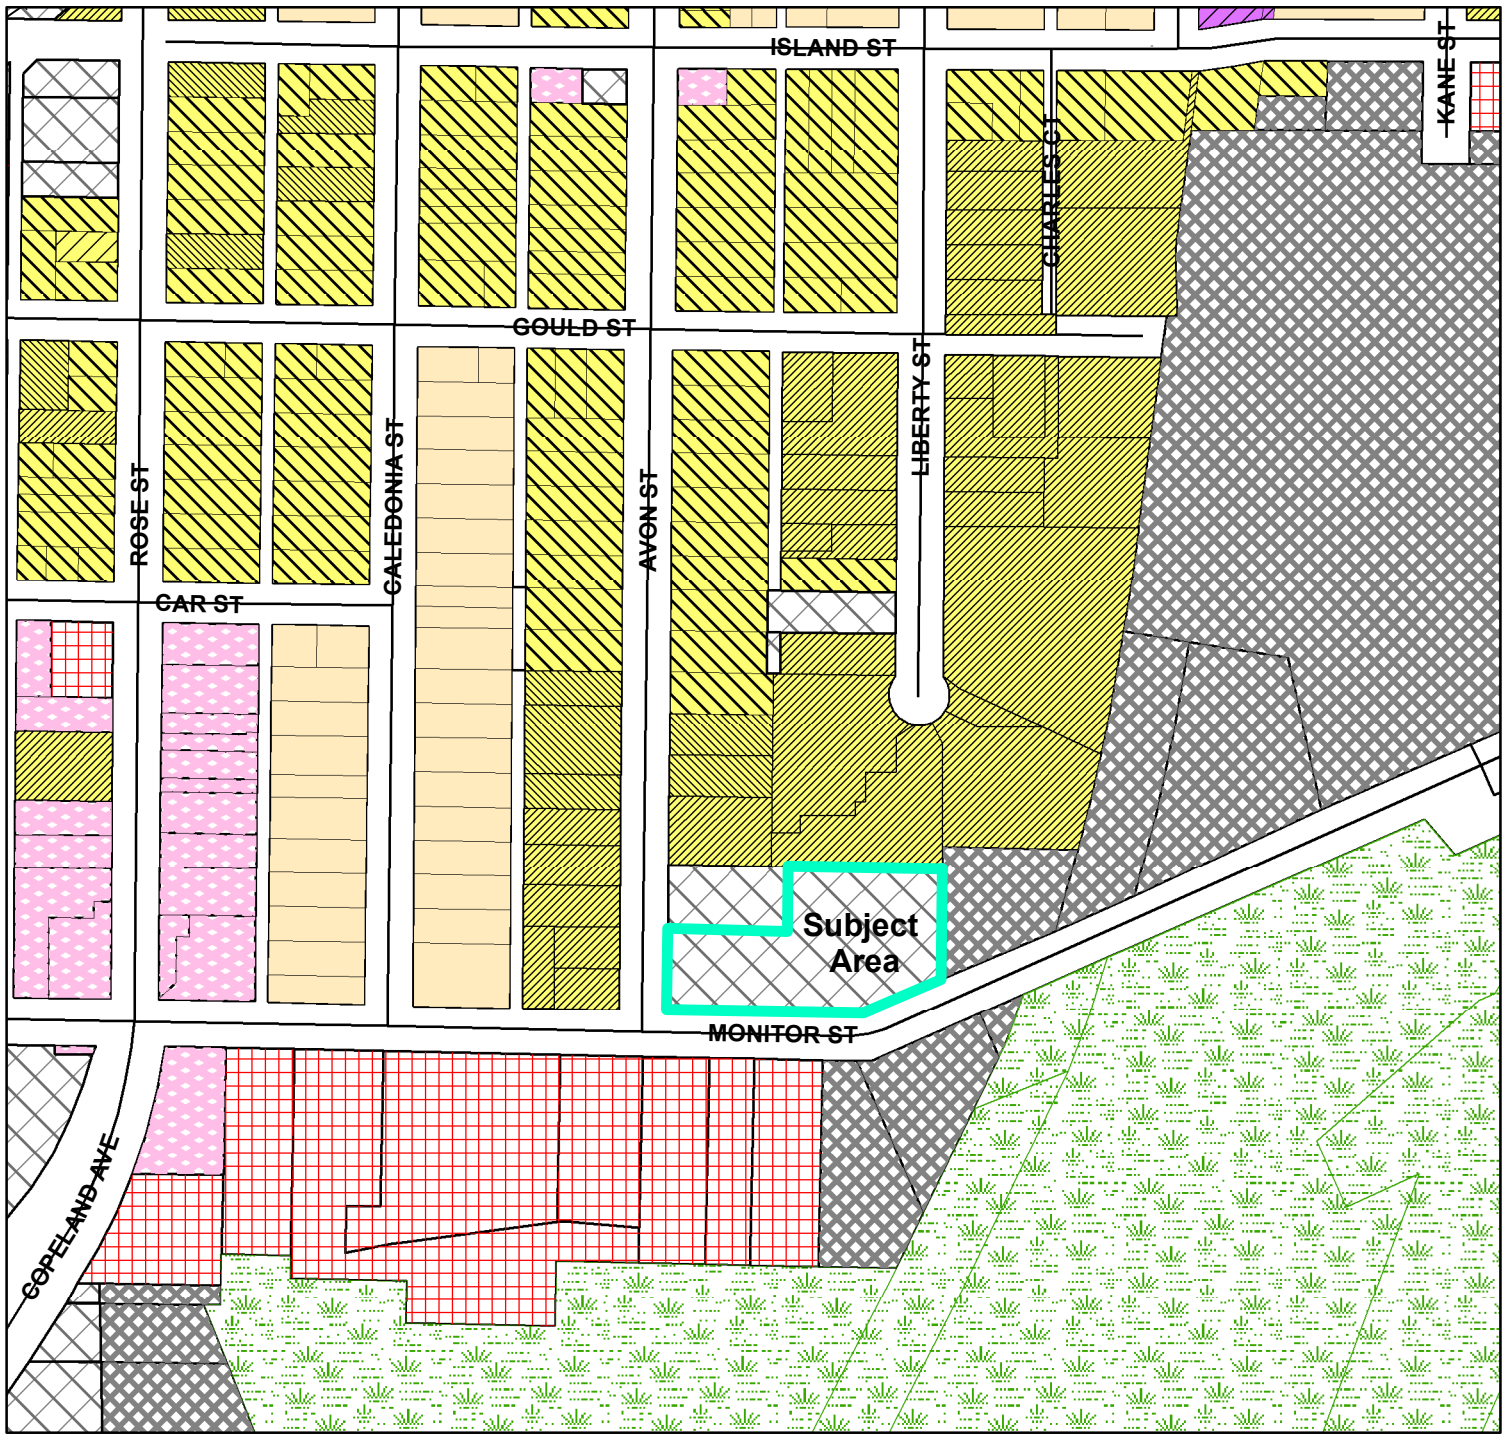 ISLAND ST
KANE ST
CHARLES CT
GOULD ST
LIBERTY ST
CALEDONIA ST
ROSE ST
AVON ST
CAR ST
Subject
Area
MONITOR ST
COPELAND AVE